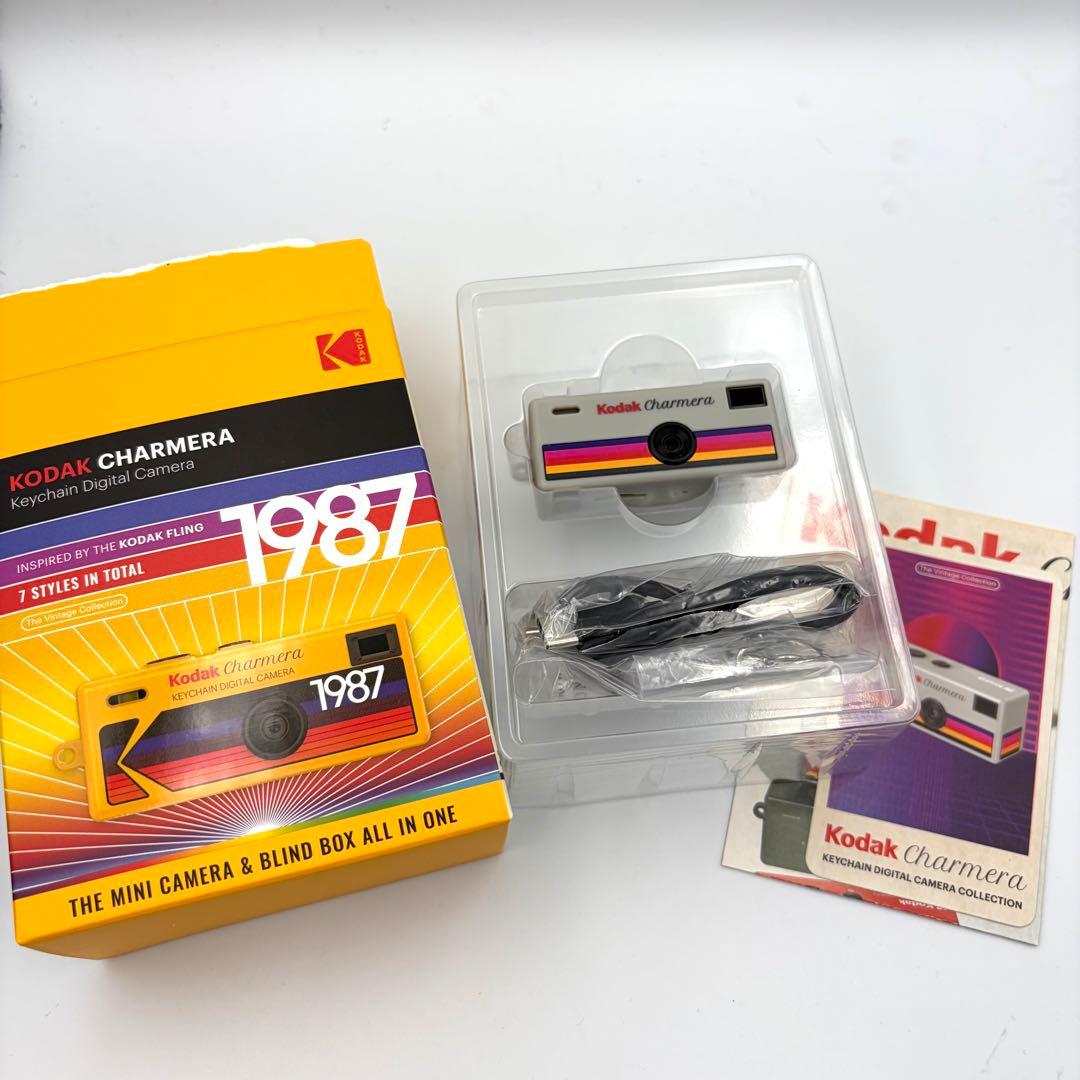 KODAK
KODAK CHARMERA
Keychain Digital Camera
INSPIRED BY THE KODAK FLING
1987
7 STYLES IN TOTAL
The Vintage Collection
Kodak Charmera
KEYCHAIN DIGITAL CAMERA
1987
THE MINI CAMERA & BLIND BOX ALL IN ONE
Kodak Charmera
Kodak
The Vintage Collection
Charmera
Kodak Charmera
KEYCHAIN DIGITAL CAMERA COLLECTION